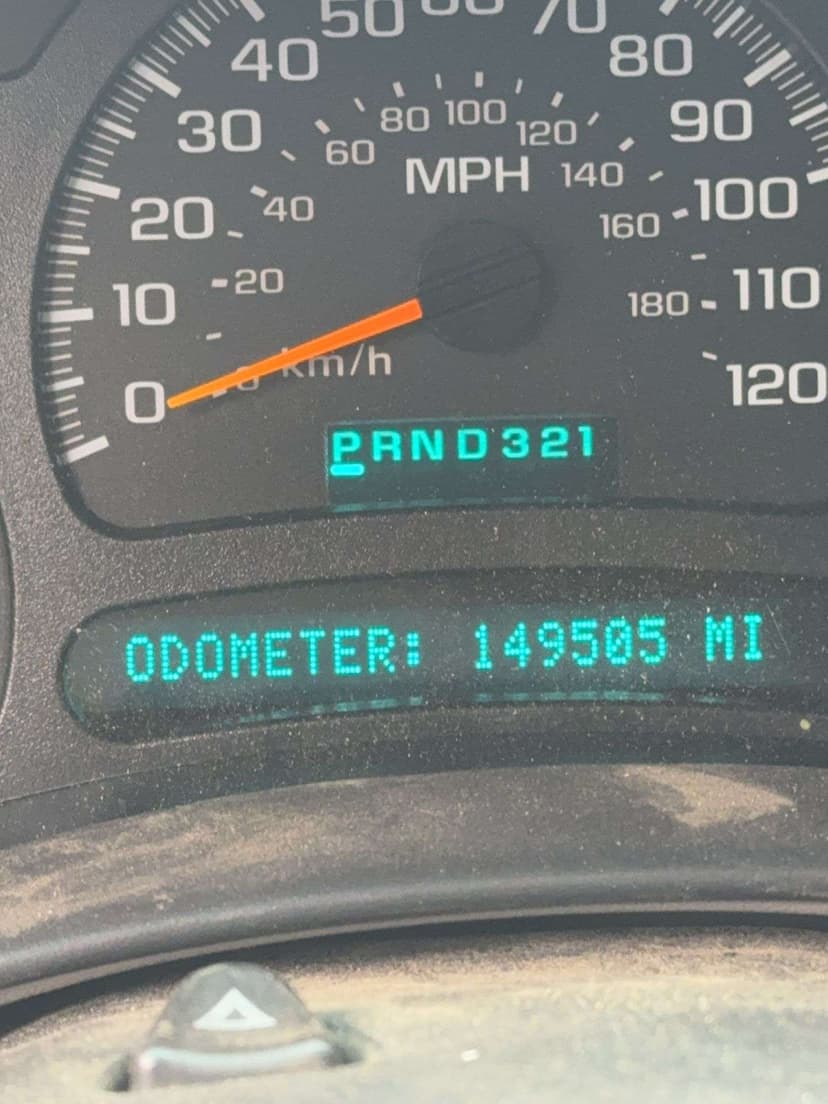 50 60 70
40 80
30 80 100 120 90
60
MPH 140
20 40 160 100
10 20 180 110
0 km/h 120
PRND321
ODOMETER: 149505 MI